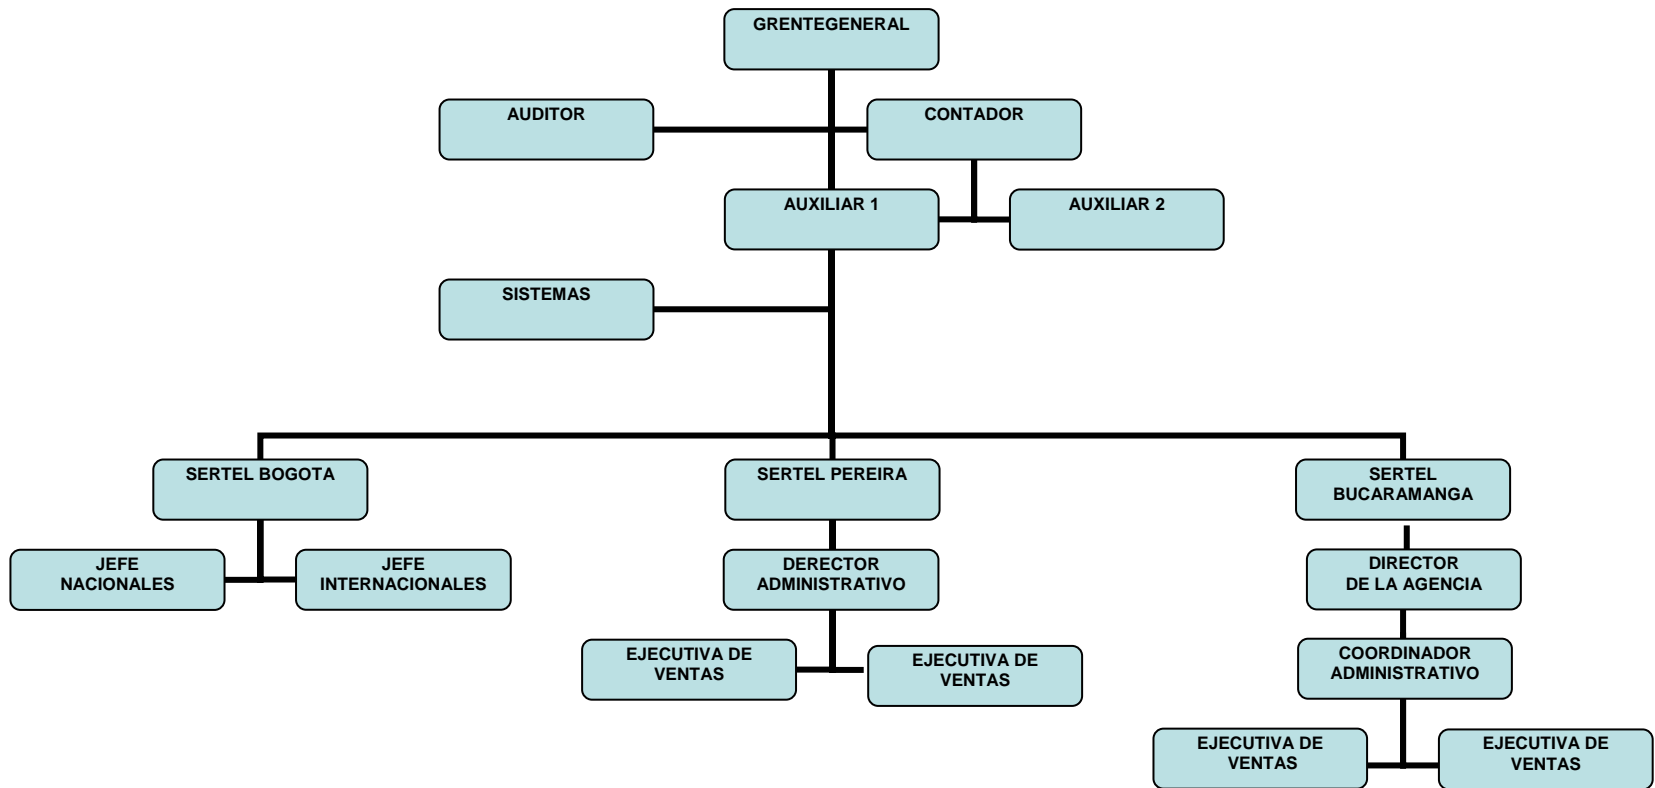 GRENTEGENERAL
AUDITOR
CONTADOR
AUXILIAR 1
AUXILIAR 2
SISTEMAS
SERTEL BOGOTA
SERTEL PEREIRA
SERTEL
BUCARAMANGA
JEFE
NACIONALES
JEFE
INTERNACIONALES
DERECTOR
ADMINISTRATIVO
DIRECTOR
DE LA AGENCIA
EJECUTIVA DE
VENTAS
EJECUTIVA DE
VENTAS
COORDINADOR
ADMINISTRATIVO
EJECUTIVA DE
VENTAS
EJECUTIVA DE
VENTAS